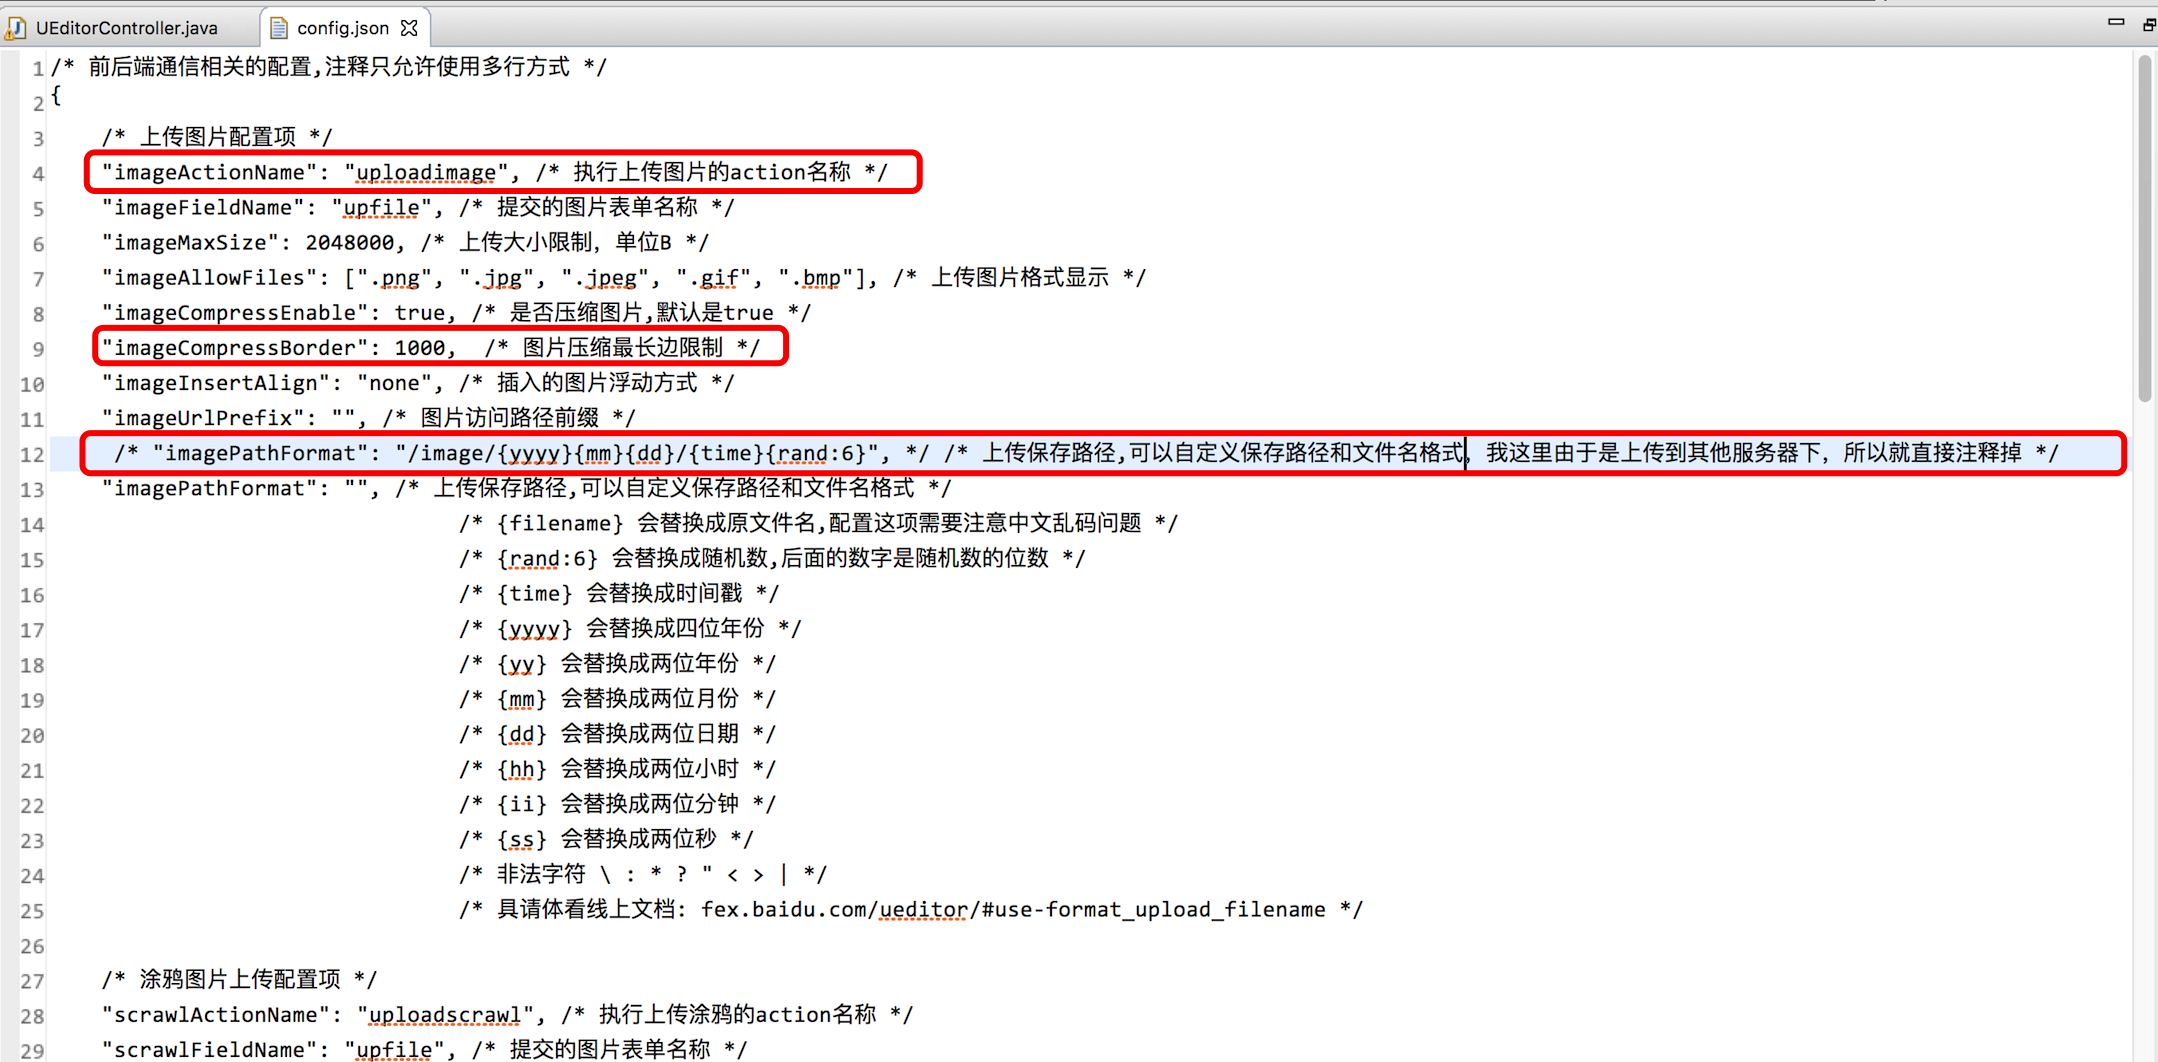 UEditorController.java config.json
1 /* 前后端通信相关的配置,注释只允许使用多行方式 */
2 {
3 /* 上传图片配置项 */
4 "imageActionName": "uploadimage", /* 执行上传图片的action名称 */
5 "imageFieldName": "upfile", /* 提交的图片表单名称 */
6 "imageMaxSize": 2048000, /* 上传大小限制，单位B */
7 "imageAllowFiles": [".png", ".jpg", ".jpeg", ".gif", ".bmp"], /* 上传图片格式显示 */
8 "imageCompressEnable": true, /* 是否压缩图片,默认是true */
9 "imageCompressBorder": 1000, /* 图片压缩最长边限制 */
10 "imageInsertAlign": "none", /* 插入的图片浮动方式 */
11 "imageUrlPrefix": "", /* 图片访问路径前缀 */
12 /* "imagePathFormat": "/image/{yyyy}{mm}{dd}/{time}{rand:6}", */ /* 上传保存路径,可以自定义保存路径和文件名格式，我这里由于是上传到其他服务器下，所以就直接注释掉 */
13 "imagePathFormat": "", /* 上传保存路径,可以自定义保存路径和文件名格式 */
14 /* {filename} 会替换成原文件名,配置这项需要注意中文乱码问题 */
15 /* {rand:6} 会替换成随机数,后面的数字是随机数的位数 */
16 /* {time} 会替换成时间戳 */
17 /* {yyyy} 会替换成四位年份 */
18 /* {yy} 会替换成两位年份 */
19 /* {mm} 会替换成两位月份 */
20 /* {dd} 会替换成两位日期 */
21 /* {hh} 会替换成两位小时 */
22 /* {ii} 会替换成两位分钟 */
23 /* {ss} 会替换成两位秒 */
24 /* 非法字符 \ : * ? " < > | */
25 /* 具请体看线上文档: fex.baidu.com/ueditor/#use-format_upload_filename */
26
27 /* 涂鸦图片上传配置项 */
28 "scrawlActionName": "uploadscrawl", /* 执行上传涂鸦的action名称 */
29 "scrawlFieldName": "upfile", /* 提交的图片表单名称 */